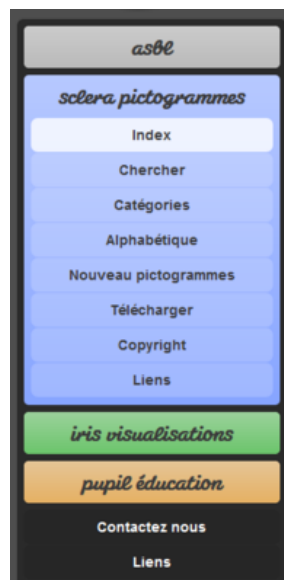 asbl
sclera pictogrammes
Index
Chercher
Catégories
Alphabétique
Nouveau pictogrammes
Télécharger
Copyright
Liens
iris visualisations
pupil éducation
Contactez nous
Liens